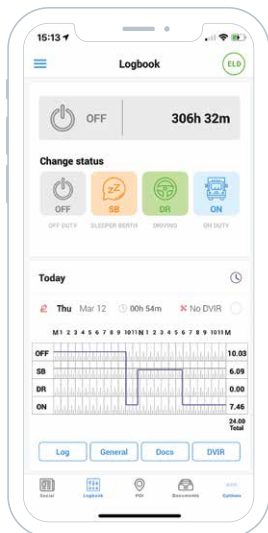 15:13
Logbook
ELD
OFF 306h 32m
Change status
OFF SB DR ON
OFF DUTY SLEEPER BERTH DRIVING ON DUTY
Today
Thu Mar 12 00h 54m No DVIR
M 1 2 3 4 5 6 7 8 9 10 11 N 1 2 3 4 5 6 7 8 9 10 11 M
OFF 10.03
SB 6.09
DR 0.00
ON 7.46
24.00
Total
Log General Docs DVIR
Social Logbook POI Documents Options